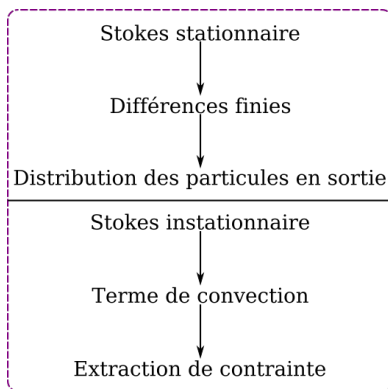 Stokes stationnaire
Différences finies
Distribution des particules en sortie
Stokes instationnaire
Terme de convection
Extraction de contrainte